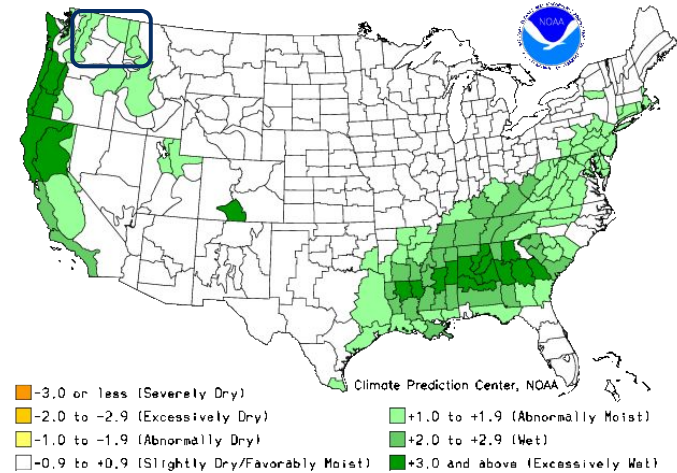 NOAA
Climate Prediction Center, NOAA
-3.0 or less (Severely Dry)
-2.0 to -2.9 (Excessively Dry)
-1.0 to -1.9 (Abnormally Dry)
-0.9 to +0.9 (Slightly Dry/Favorably Moist)
+1.0 to +1.9 (Abnormally Moist)
+2.0 to +2.9 (Wet)
+3.0 and above (Excessively Wet)